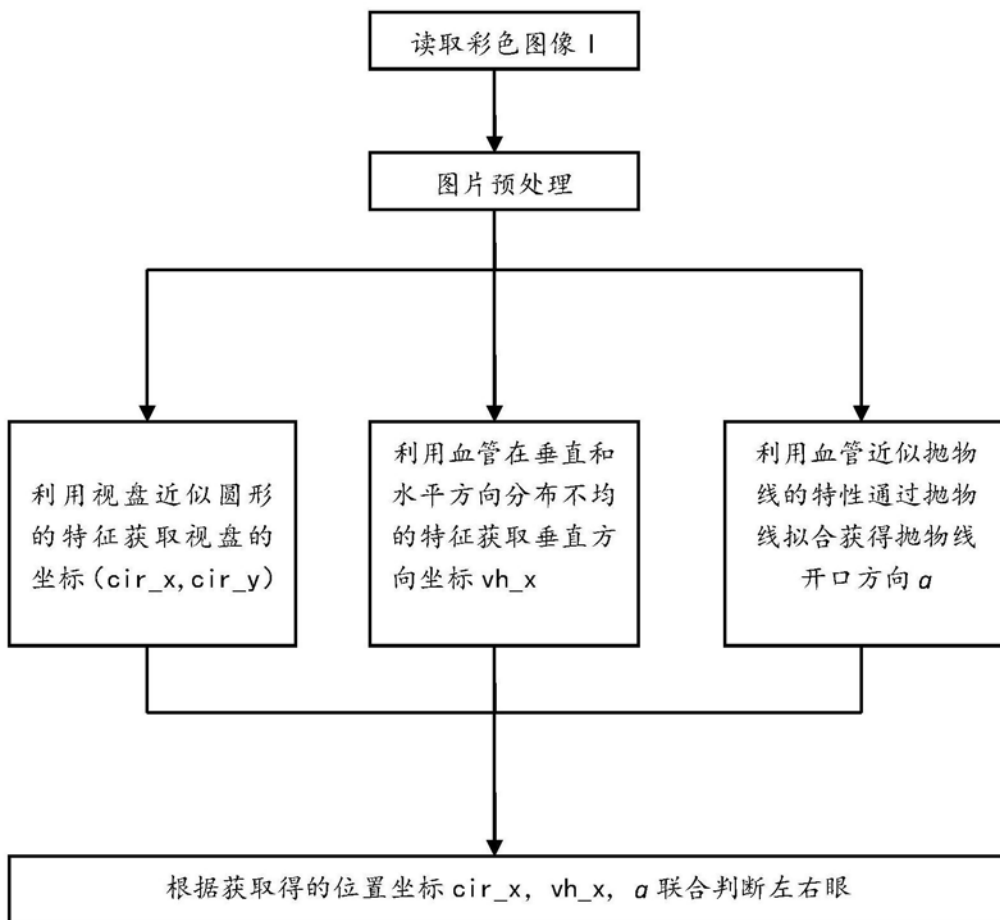 读取彩色图像 I
图片预处理
利用视盘近似圆形
的特征获取视盘的
坐标(cir_x,cir_y)
利用血管在垂直和
水平方向分布不均
的特征获取垂直方
向坐标vh_x
利用血管近似抛物
线的特性通过抛物
线拟合获得抛物线
开口方向 a
根据获取得的位置坐标 cir_x, vh_x, a 联合判断左右眼